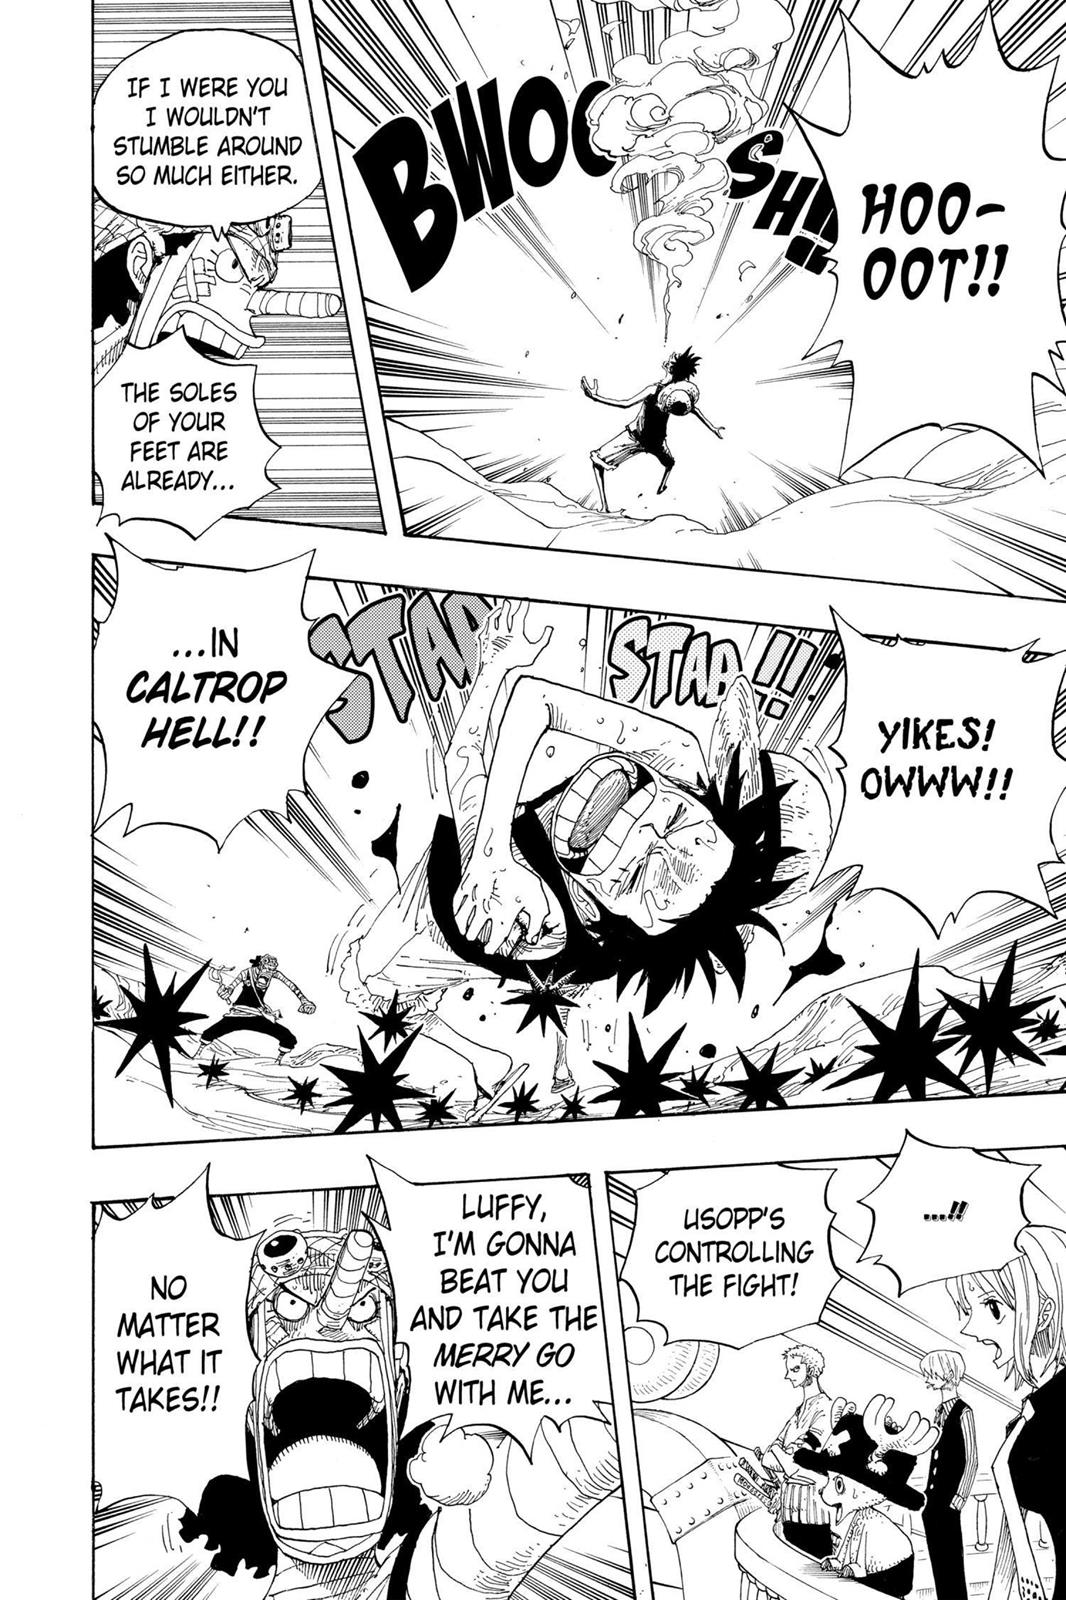 HOO-
OOT!!
BWOO
SH!!
IF I WERE YOU
I WOULDN'T
STUMBLE AROUND
SO MUCH EITHER.
THE SOLES
OF YOUR
FEET ARE
ALREADY...
YIKES!
OWWW!!
STAB!!
STAA
...IN
CALTROP
HELL!!
...!!
USOPP'S
CONTROLLING
THE FIGHT!
LUFFY,
I'M GONNA
BEAT YOU
AND TAKE THE
MERRY GO
WITH ME...
NO
MATTER
WHAT IT
TAKES!!